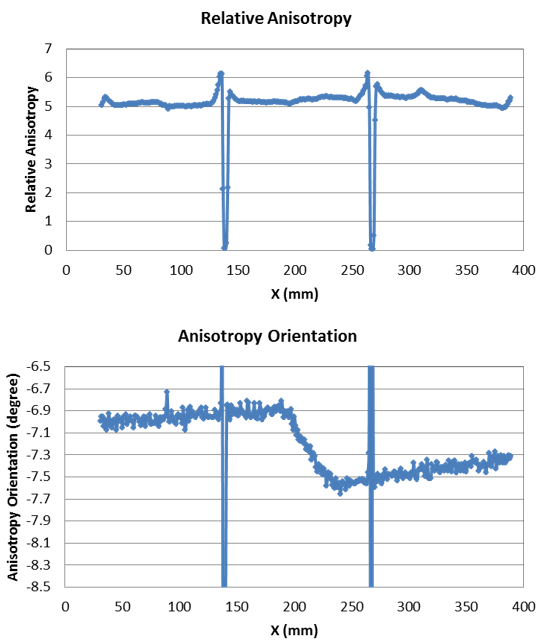 Relative Anisotropy
7
6
5
4
3
2
1
0
Relative Anisotropy
0 50 100 150 200 250 300 350 400
X (mm)
Anisotropy Orientation
-6.5
-6.7
-6.9
-7.1
-7.3
-7.5
-7.7
-7.9
-8.1
-8.3
-8.5
Anisotropy Orientation (degree)
0 50 100 150 200 250 300 350 400
X (mm)